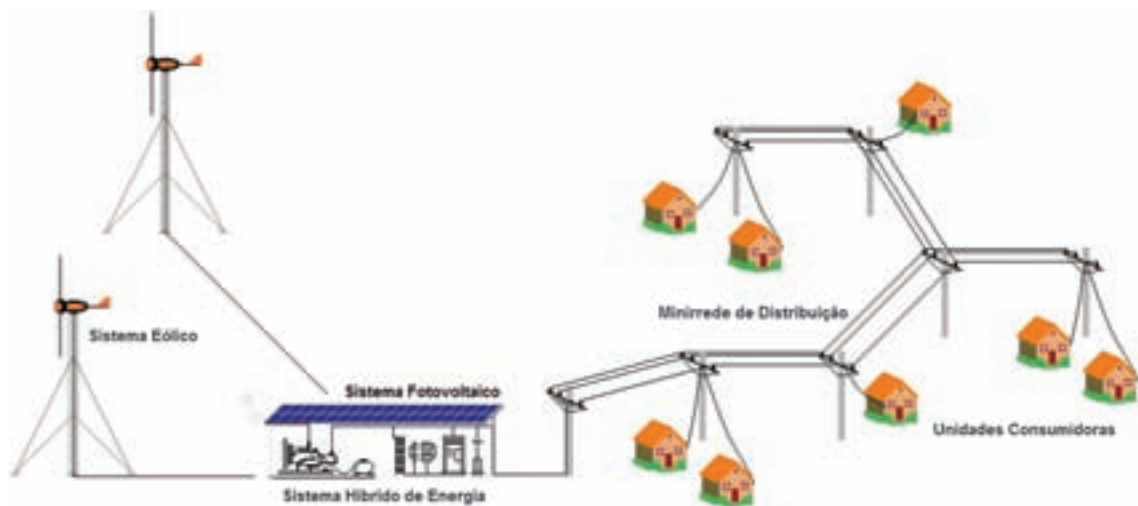 Sistema Eólico
Minirrede de Distribuição
Sistema Fotovoltaico
Unidades Consumidoras
Sistema Híbrido de Energia